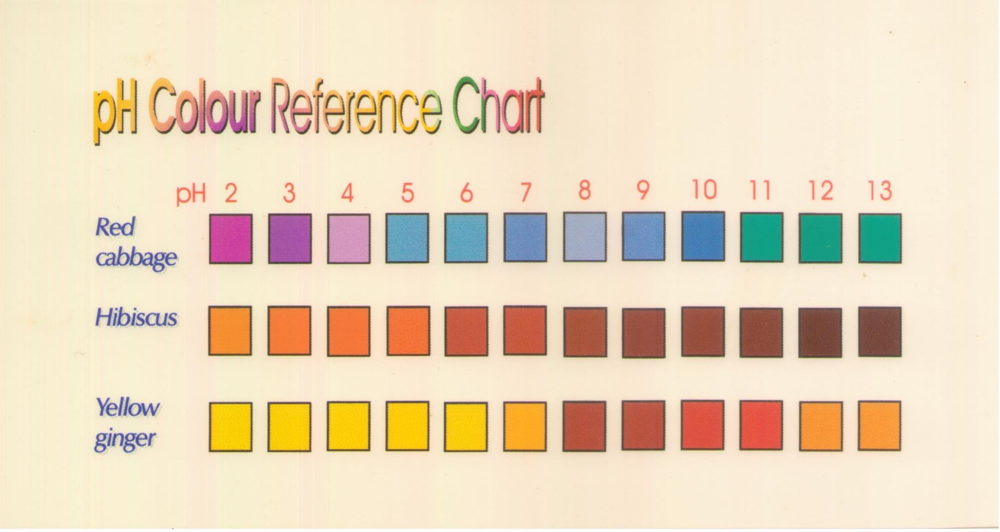 pH Colour Reference Chart
pH 2 3 4 5 6 7 8 9 10 11 12 13
Red
cabbage
Hibiscus
Yellow
ginger